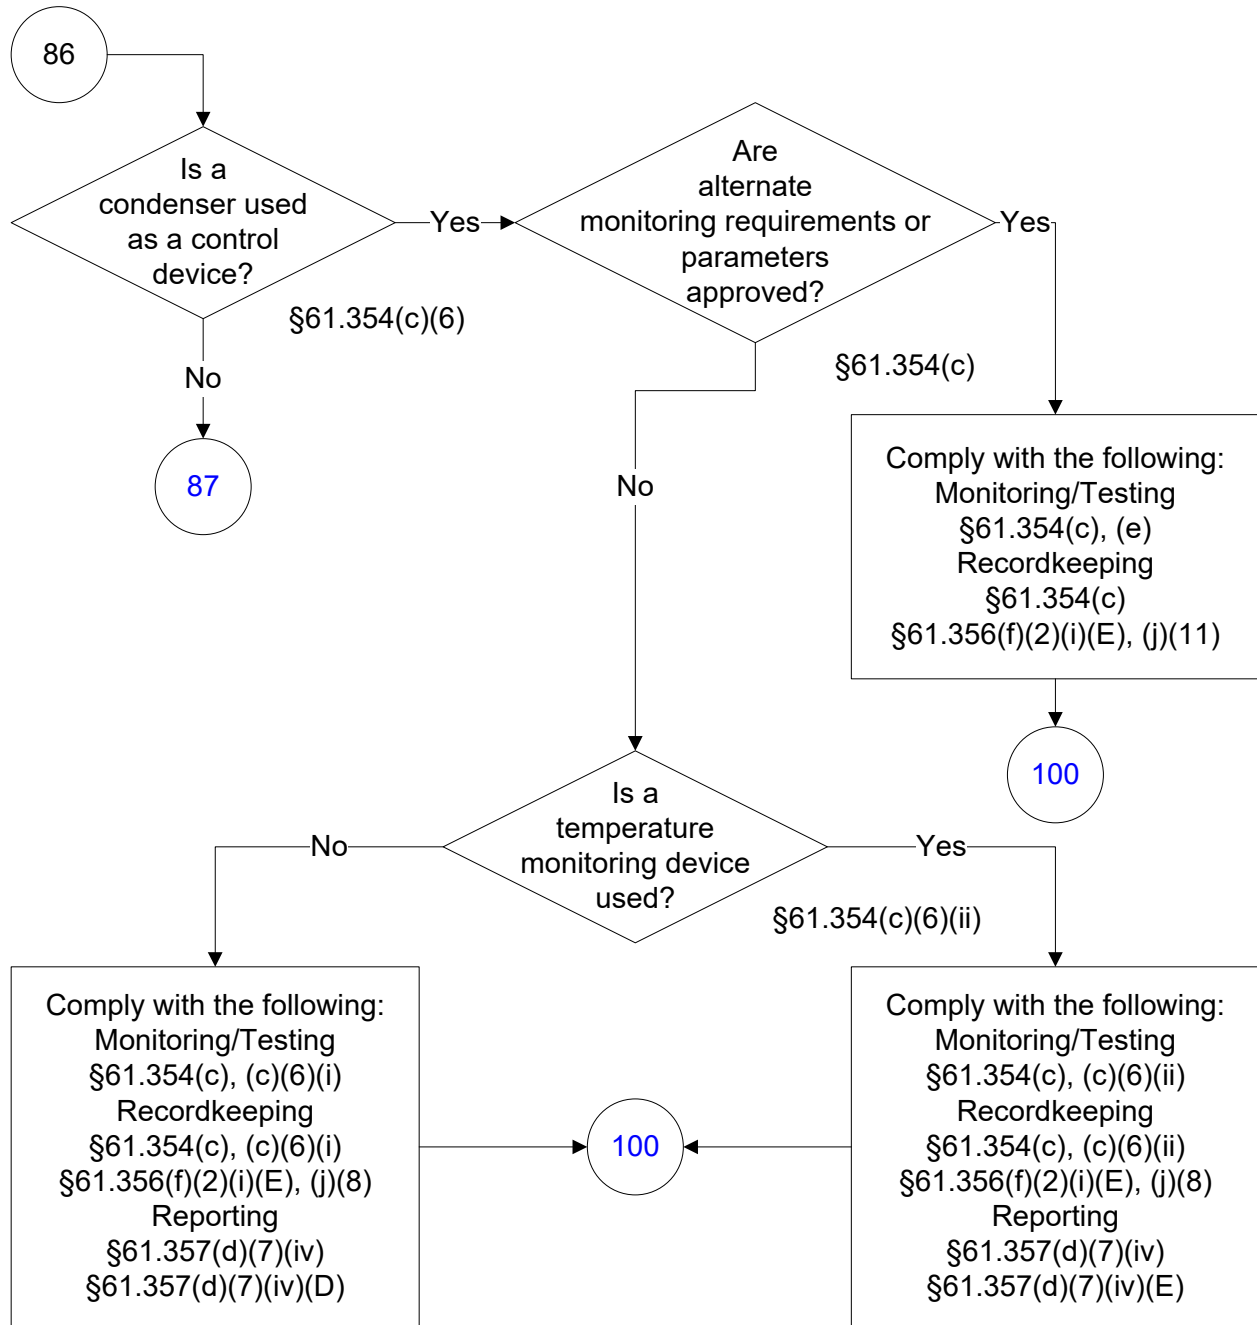 86
Is a
condenser used
as a control
device?
Yes
§61.354(c)(6)
No
87
Are
alternate
monitoring requirements or
parameters
approved?
Yes
§61.354(c)
No
Comply with the following:
Monitoring/Testing
§61.354(c), (e)
Recordkeeping
§61.354(c)
§61.356(f)(2)(i)(E), (j)(11)
100
Is a
temperature
monitoring device
used?
No
Yes
§61.354(c)(6)(ii)
Comply with the following:
Monitoring/Testing
§61.354(c), (c)(6)(i)
Recordkeeping
§61.354(c), (c)(6)(i)
§61.356(f)(2)(i)(E), (j)(8)
Reporting
§61.357(d)(7)(iv)
§61.357(d)(7)(iv)(D)
100
Comply with the following:
Monitoring/Testing
§61.354(c), (c)(6)(ii)
Recordkeeping
§61.354(c), (c)(6)(ii)
§61.356(f)(2)(i)(E), (j)(8)
Reporting
§61.357(d)(7)(iv)
§61.357(d)(7)(iv)(E)